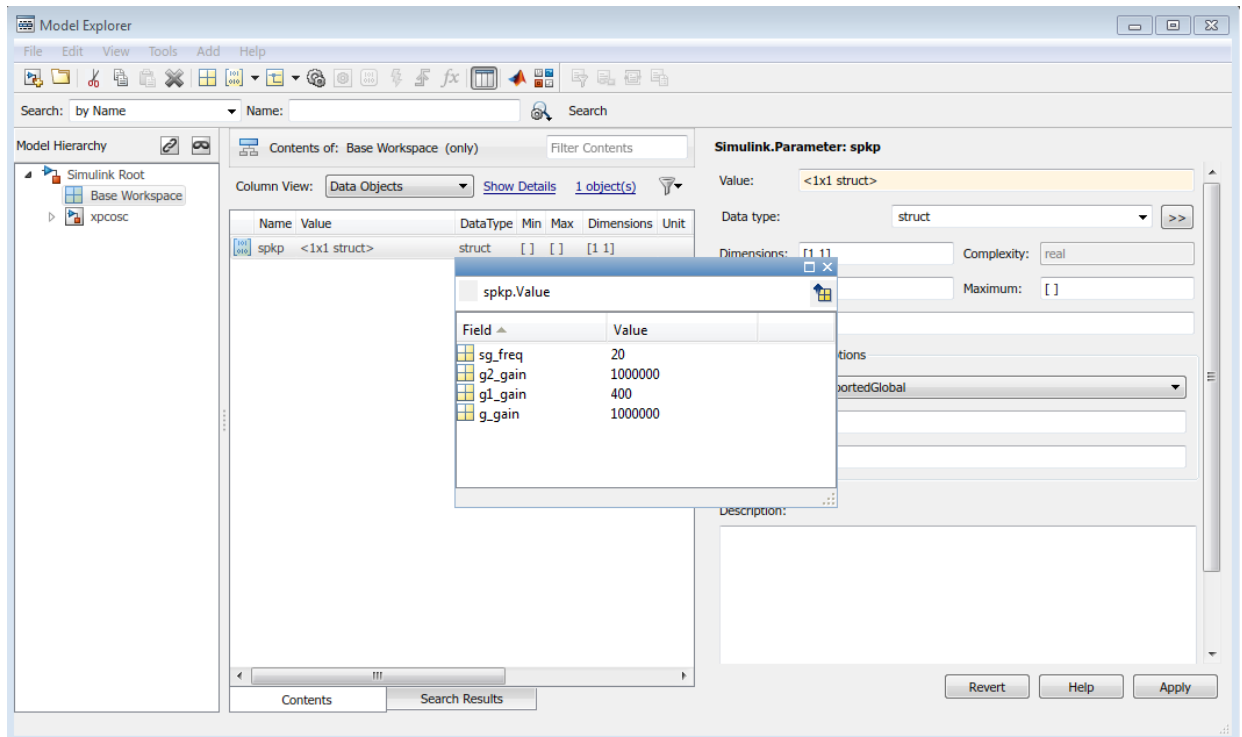 Model Explorer
File Edit View Tools Add Help
fx
Search: by Name Name: Search
Model Hierarchy
Simulink Root
Base Workspace
xpcosc
Contents of: Base Workspace (only) Filter Contents
Column View: Data Objects Show Details 1 object(s)
Name Value DataType Min Max Dimensions Unit
spkp <1x1 struct> struct [ ] [ ] [1 1]
spkp.Value
Field Value
sg_freq 20
g2_gain 1000000
g1_gain 400
g_gain 1000000
Contents Search Results
Simulink.Parameter: spkp
Value: <1x1 struct>
Data type: struct >>
Dimensions: [1 1] Complexity: real
Maximum: [ ]
Description:
Revert Help Apply